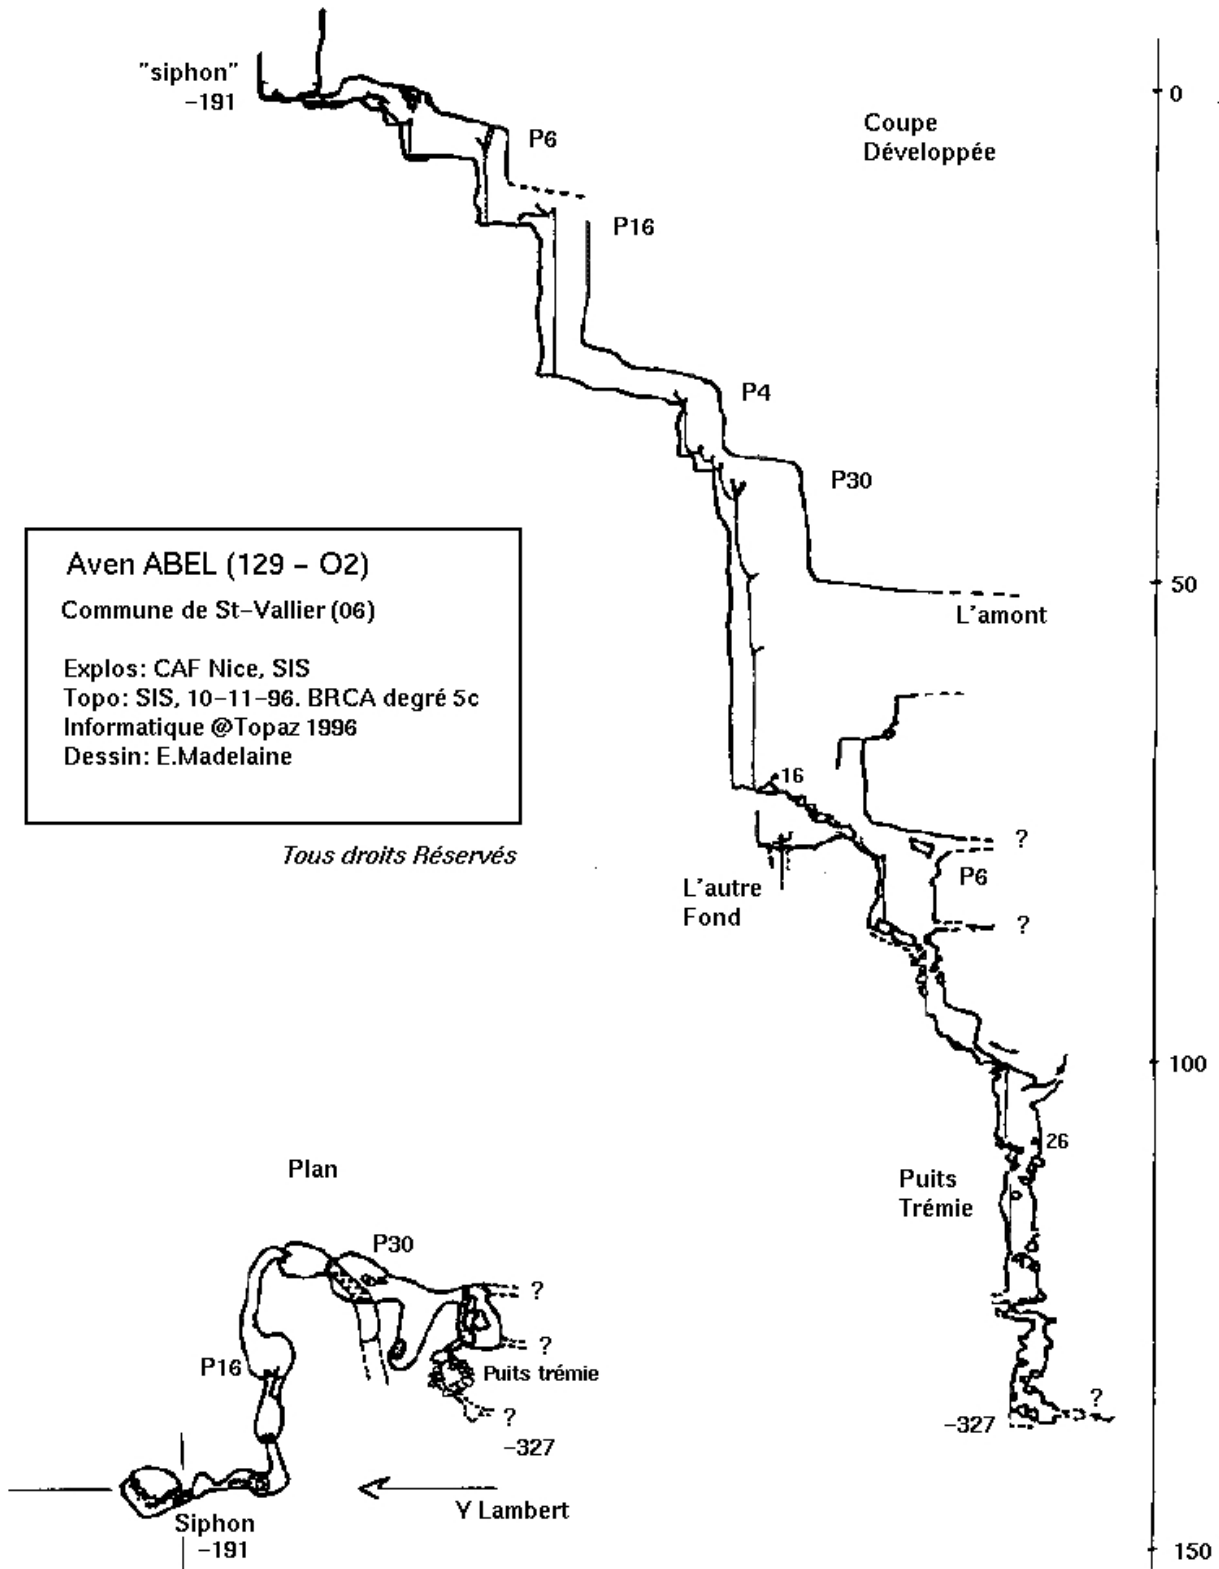 "siphon"
-191
0
Coupe
Développée
P6
P16
P4
P30
50
L'amont
Aven ABEL (129 - O2)
Commune de St-Vallier (06)
Explos: CAF Nice, SIS
Topo: SIS, 10-11-96. BRCA degré 5c
Informatique @Topaz 1996
Dessin: E.Madelaine
Tous droits Réservés
16
?
P6
L'autre
Fond
?
100
26
Puits
Trémie
?
-327
Plan
P30
?
?
P16
Puits trémie
?
-327
Y Lambert
Siphon
-191
150